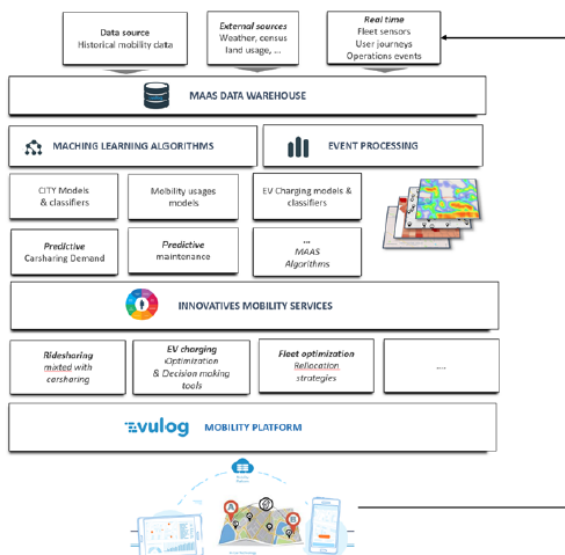 Data source
Historical mobility data
External sources
Weather, census
land usage, ...
Real time
Fleet sensors
User journeys
Operations events
MAAS DATA WAREHOUSE
MACHING LEARNING ALGORITHMS
EVENT PROCESSING
CITY Models
& classifiers
Mobility usages
models
EV Charging models &
classifiers
Predictive
Carsharing Demand
Predictive
maintenance
...
MAAS
Algorithms
INNOVATIVES MOBILITY SERVICES
Ridesharing
mixted with
carsharing
EV charging
Optimization
& Decision making
tools
Fleet optimization
Rellocation
strategies
....
vulog MOBILITY PLATFORM
A
B